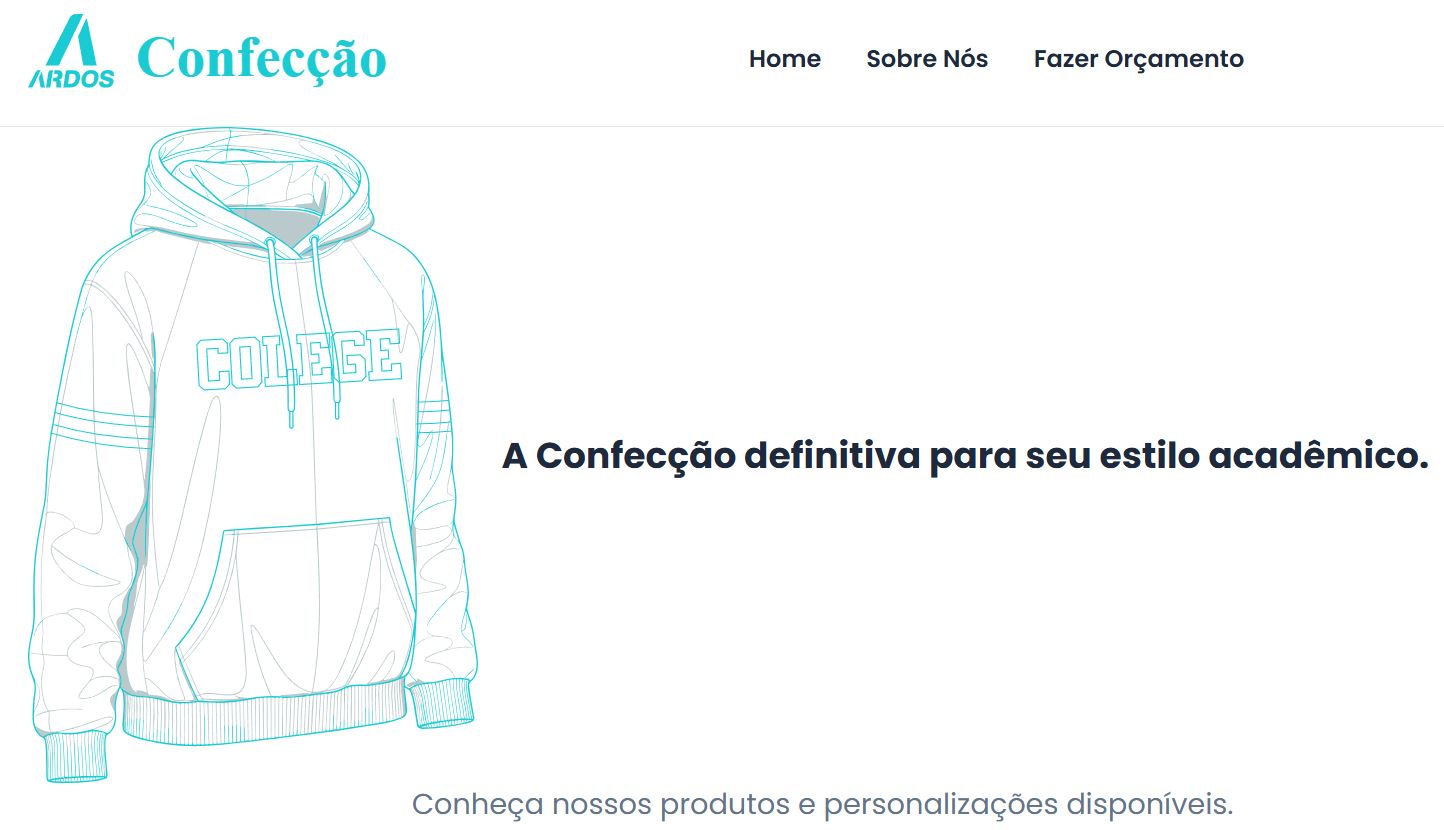 ARDOS
Confecção
Home Sobre Nós Fazer Orçamento
COLEGE
A Confecção definitiva para seu estilo acadêmico.
Conheça nossos produtos e personalizações disponíveis.